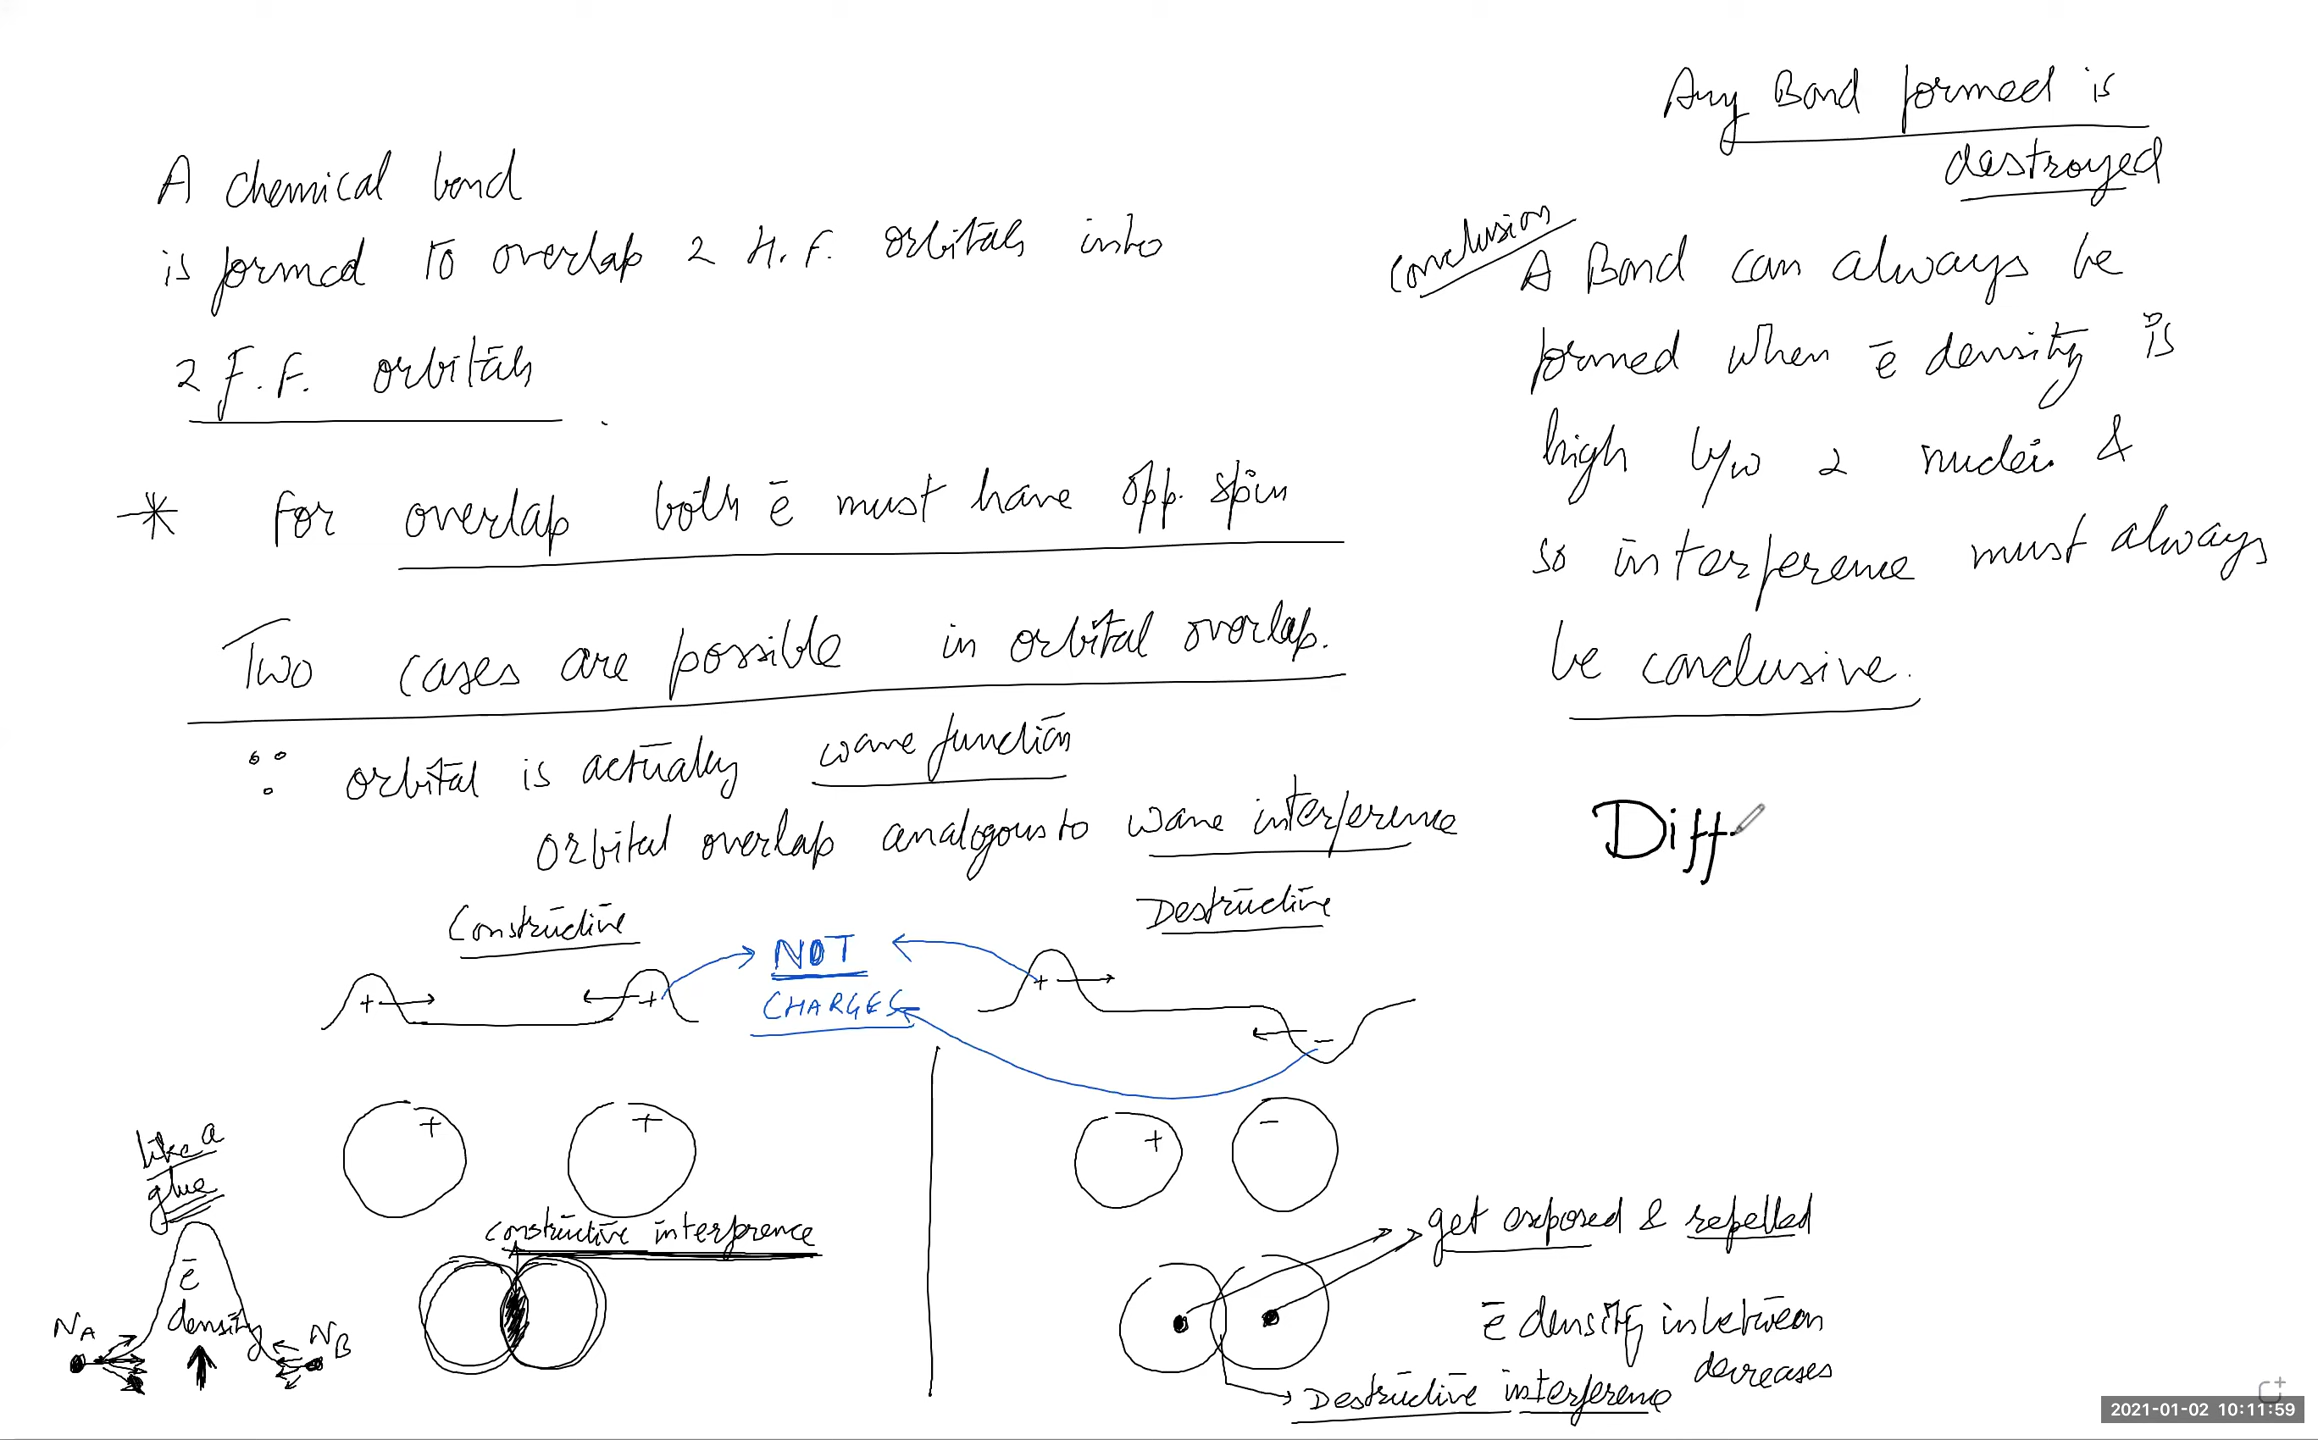 A chemical bond
is formed to overlap 2 H.F. orbitals into
2 F.F. orbitals
* For overlap both ē must have opp. spin
Two cases are possible in orbital overlap.
∵ orbital is actually wave function
orbital overlap analogous to wave interference
Constructive
Destructive
NOT
CHARGES
+ +
+ -
+ +
+ -
like a
glue
ē
density
NA
NB
constructive interference
get exposed & repelled
ē density inbetween
decreases
Destructive interference
Any Bond formed is
destroyed
Conclusion
A Bond can always be
formed when ē density is
high b/w 2 nuclei &
so interference must always
be conclusive.
Diff
2021-01-02 10:11:59